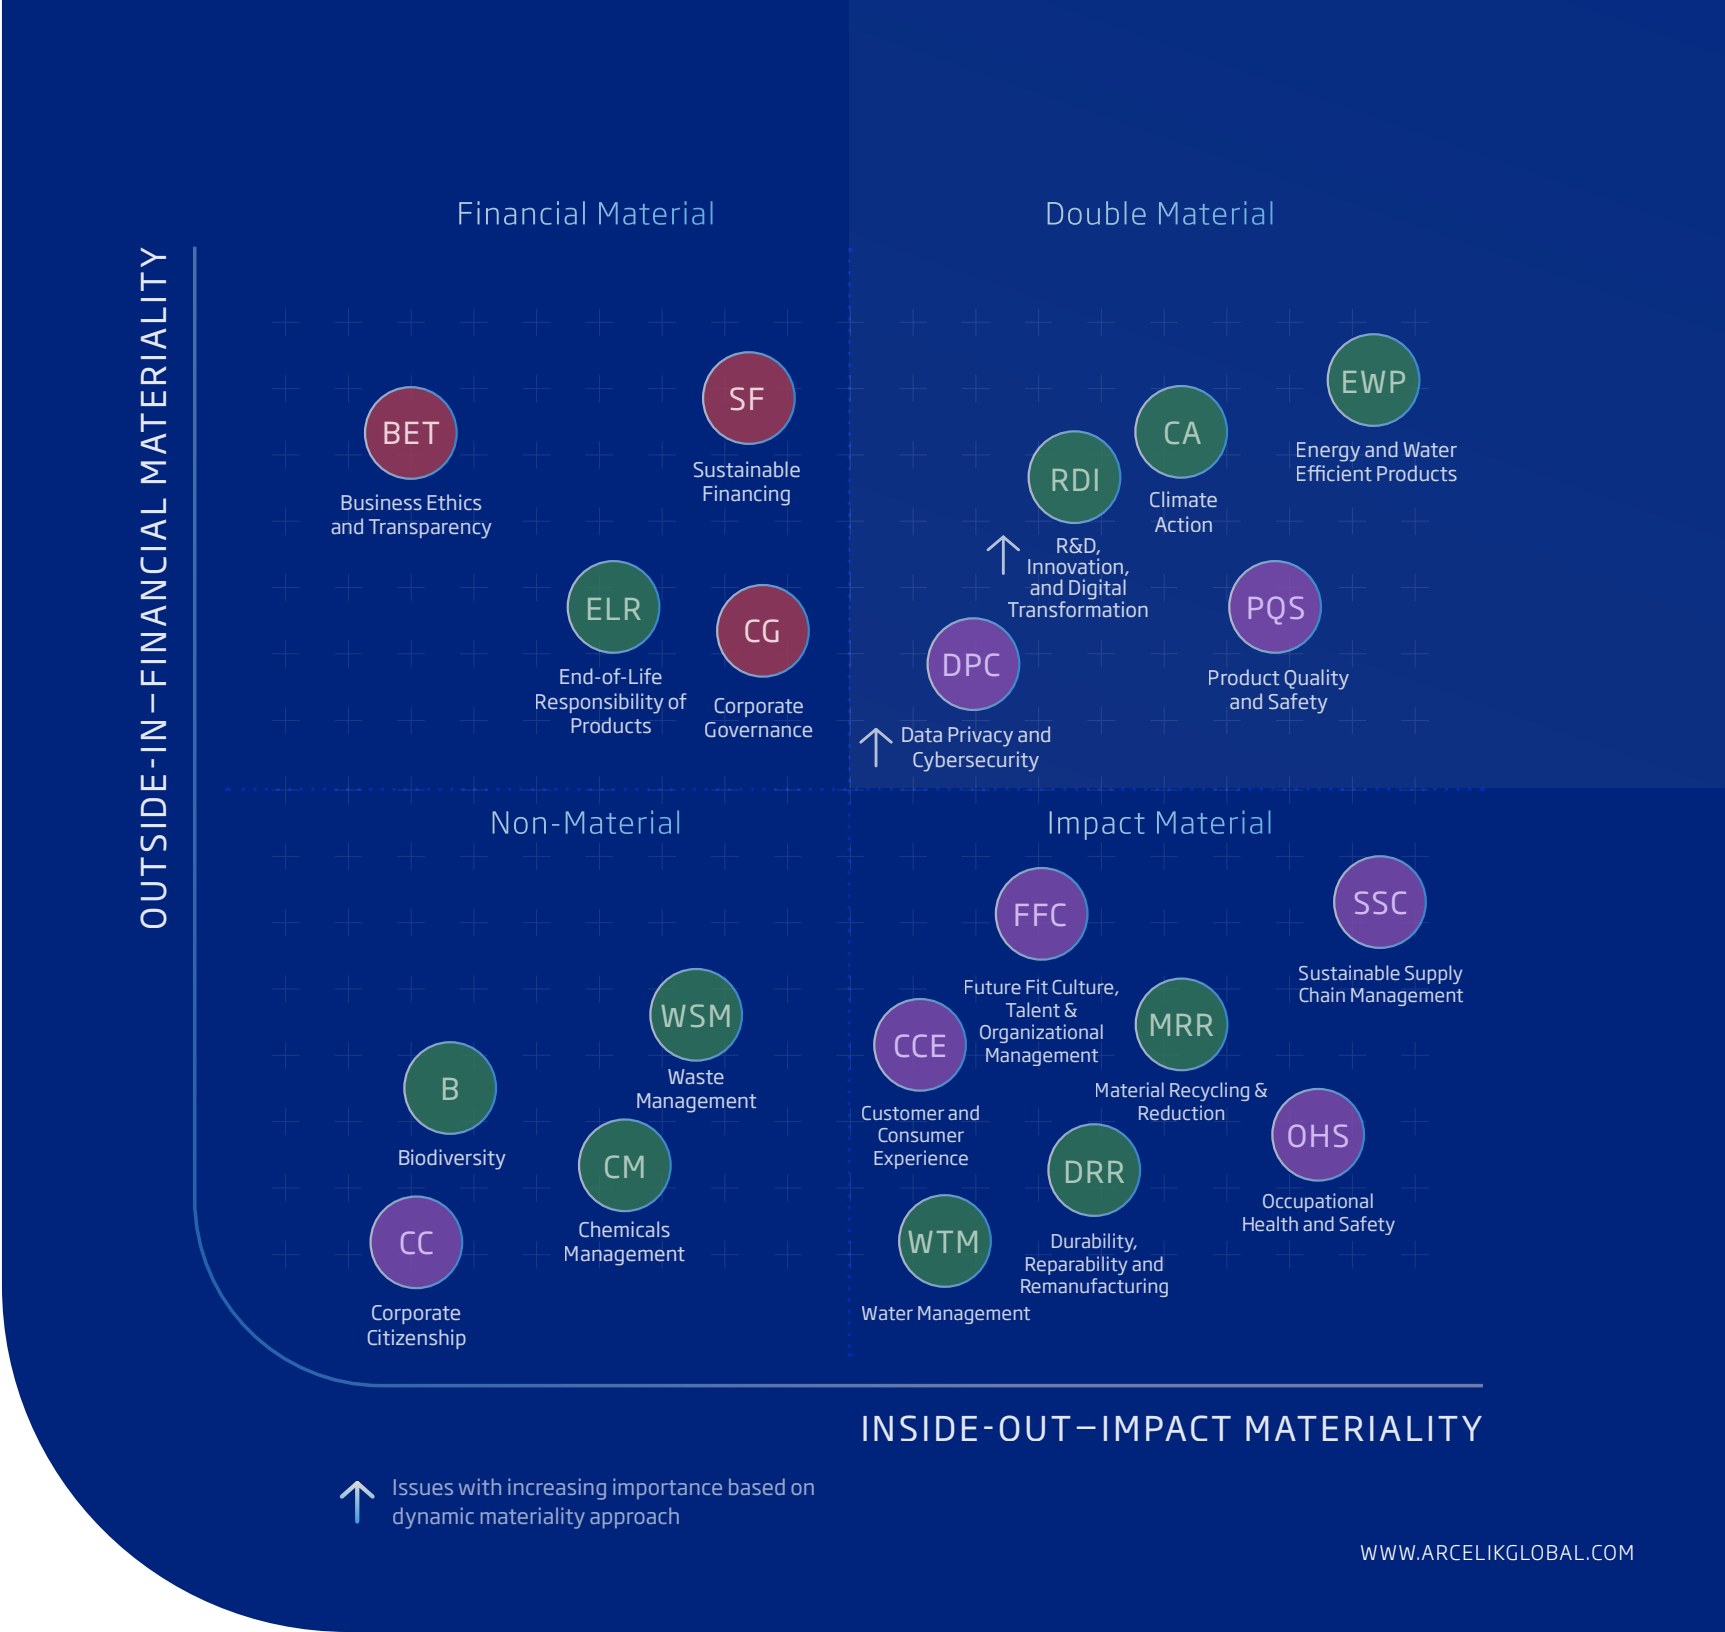 OUTSIDE-IN—FINANCIAL MATERIALITY
Financial Material
BET
Business Ethics
and Transparency
SF
Sustainable
Financing
ELR
End-of-Life
Responsibility of
Products
CG
Corporate
Governance
Double Material
EWP
Energy and Water
Efficient Products
CA
Climate
Action
RDI
R&D,
Innovation,
and Digital
Transformation
PQS
Product Quality
and Safety
DPC
Data Privacy and
Cybersecurity
Non-Material
WSM
Waste
Management
B
Biodiversity
CM
Chemicals
Management
CC
Corporate
Citizenship
Impact Material
FFC
Future Fit Culture,
Talent &
Organizational
Management
SSC
Sustainable Supply
Chain Management
CCE
Customer and
Consumer
Experience
MRR
Material Recycling &
Reduction
OHS
Occupational
Health and Safety
DRR
Durability,
Reparability and
Remanufacturing
WTM
Water Management
INSIDE-OUT—IMPACT MATERIALITY
Issues with increasing importance based on
dynamic materiality approach
WWW.ARCELIKGLOBAL.COM